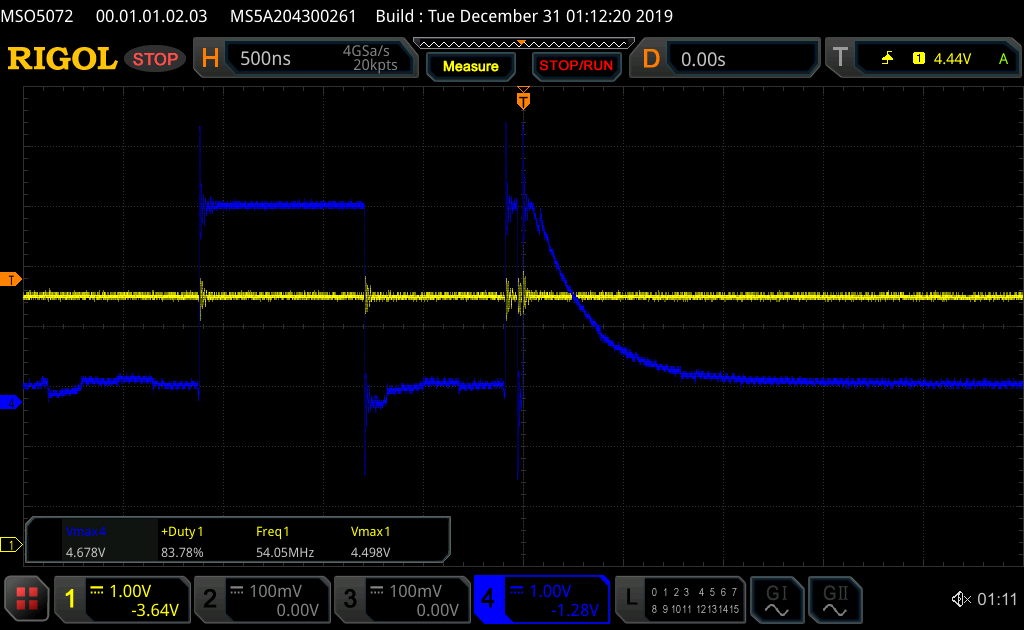 MSO5072 00.01.01.02.03 MS5A204300261 Build : Tue December 31 01:12:20 2019
RIGOL STOP H 500ns 4GSa/s 20kpts Measure STOP/RUN D 0.00s T 1 4.44V A
T
T
4
1
Vmax4 +Duty1 Freq1 Vmax1
4.678V 83.78% 54.05MHz 4.498V
1 1.00V -3.64V 2 100mV 0.00V 3 100mV 0.00V 4 1.00V -1.28V L 0 1 2 3 4 5 6 7 GI GII 01:11
8 9 10 11 12 13 14 15